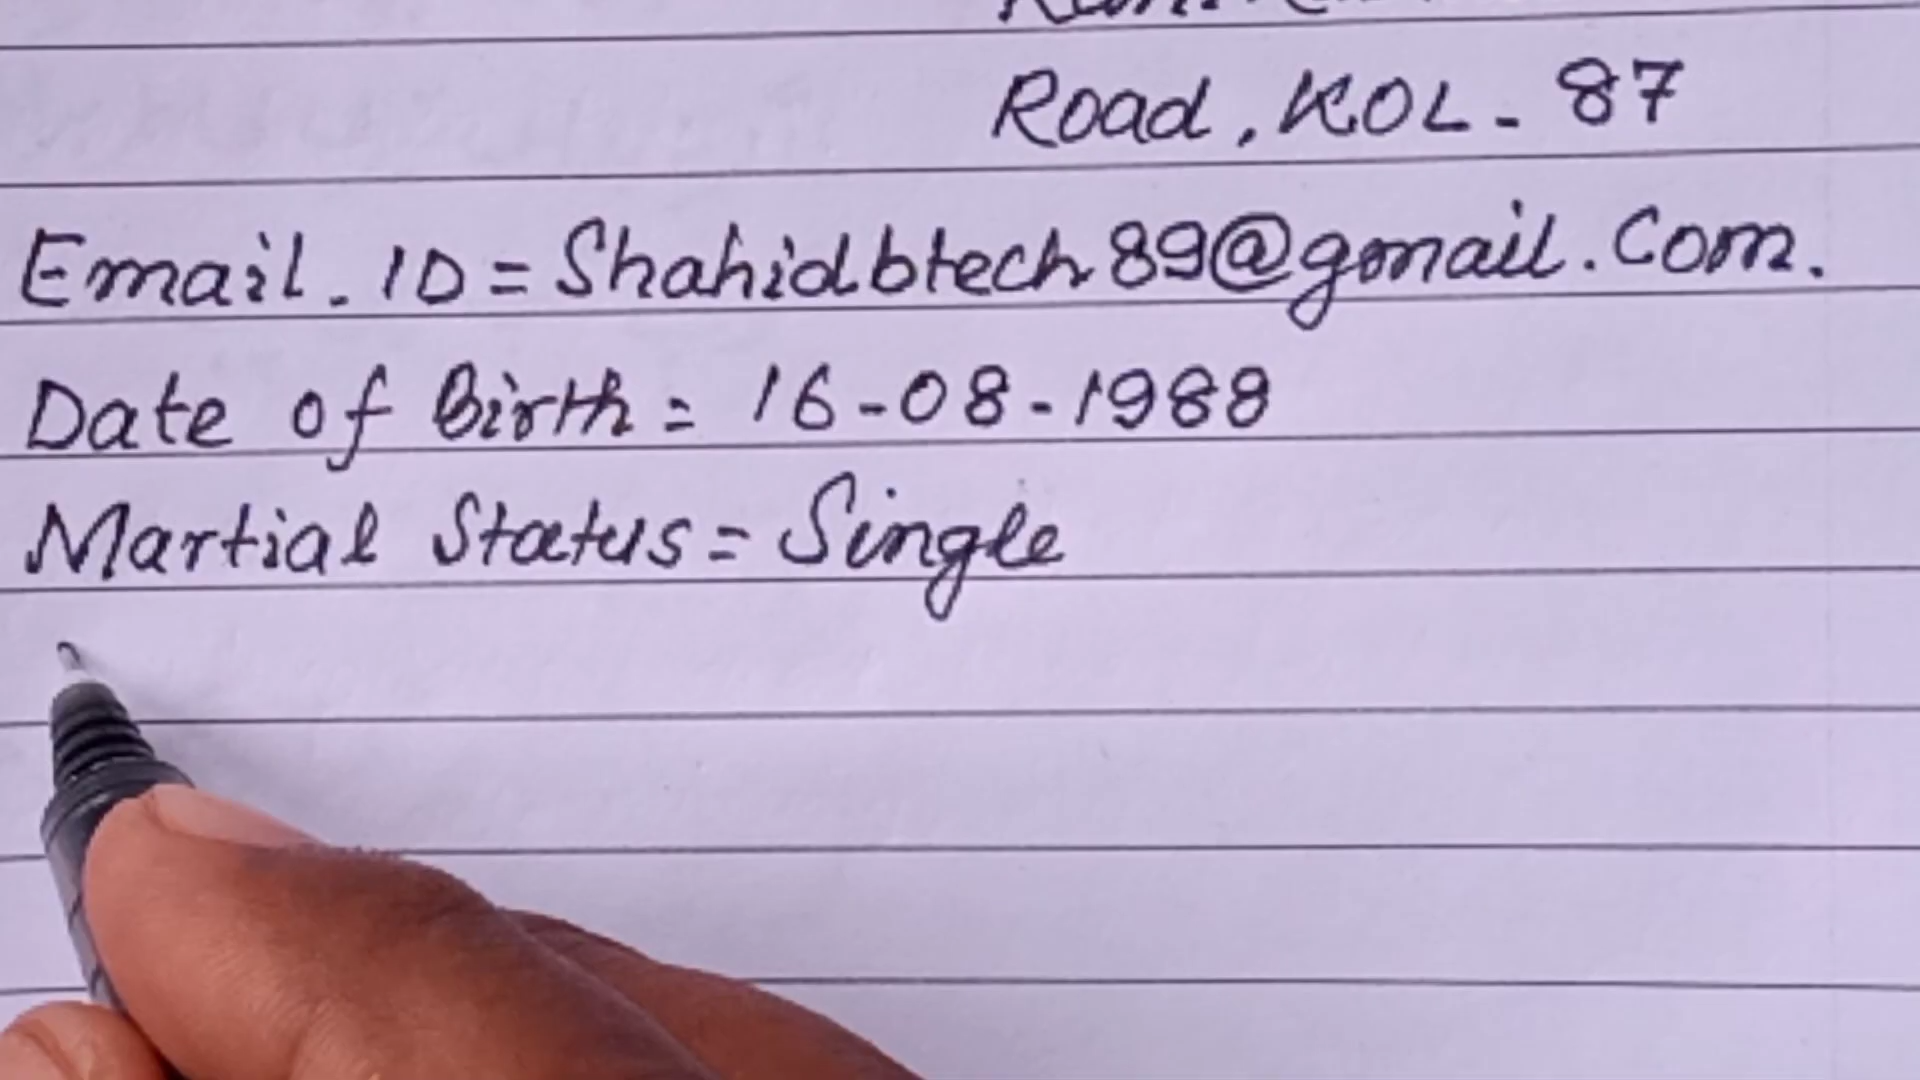 Road, KOL - 87
Email. ID = Shahidbtech89@gmail.Com.
Date of Birth = 16-08-1988
Martial Status = Single